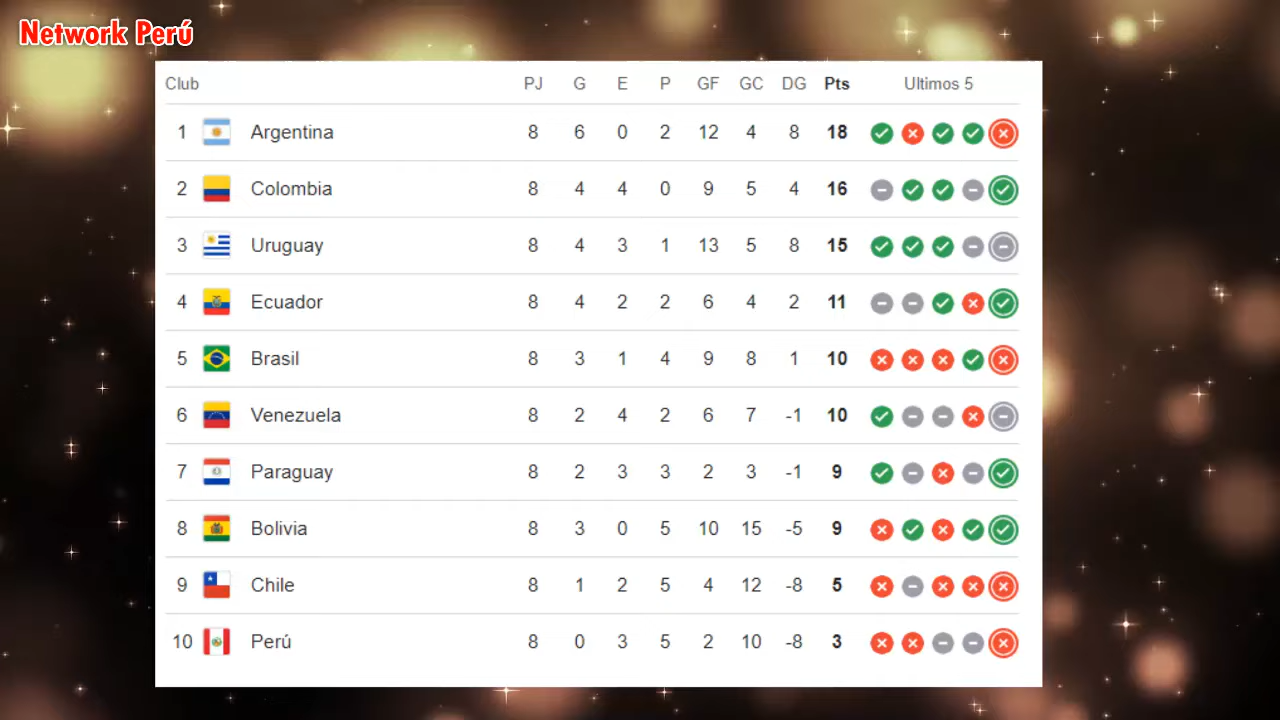 Network Perú
Club PJ G E P GF GC DG Pts Ultimos 5
1 Argentina 8 6 0 2 12 4 8 18
2 Colombia 8 4 4 0 9 5 4 16
3 Uruguay 8 4 3 1 13 5 8 15
4 Ecuador 8 4 2 2 6 4 2 11
5 Brasil 8 3 1 4 9 8 1 10
6 Venezuela 8 2 4 2 6 7 -1 10
7 Paraguay 8 2 3 3 2 3 -1 9
8 Bolivia 8 3 0 5 10 15 -5 9
9 Chile 8 1 2 5 4 12 -8 5
10 Perú 8 0 3 5 2 10 -8 3